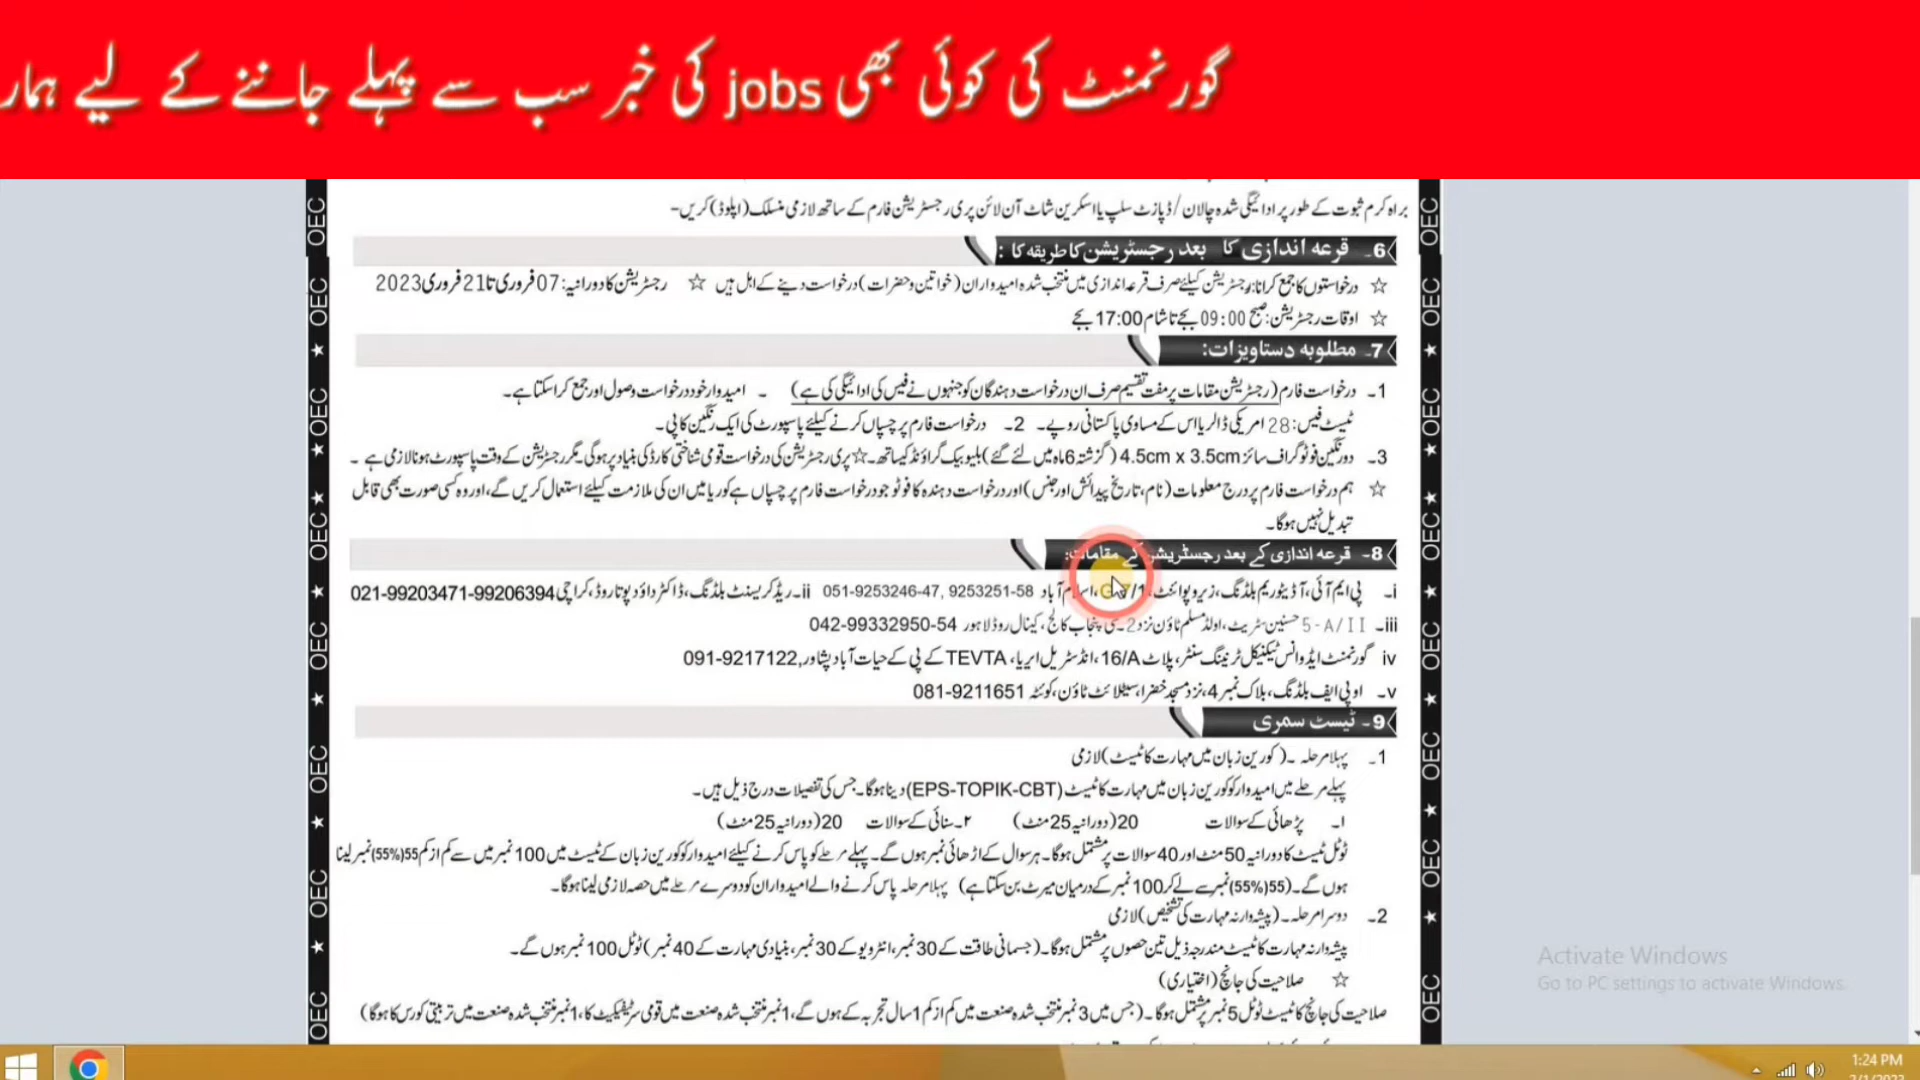 گورنمنٹ کی کوئی بھی jobs کی خبر سب سے پہلے جاننے کے لیے ہمار
براہ کرم ثبوت کے طور پر ادائیگی شدہ چالان / ڈپازٹ سلپ یا اسکرین شاٹ آن لائن پری رجسٹریشن فارم کے ساتھ لازمی منسلک (اپلوڈ) کریں-
6۔ قرعہ اندازی کا بعد رجسٹریشن کا طریقہ کا :
☆ درخواستوں کا جمع کرانا: رجسٹریشن کیلئے صرف قرعہ اندازی میں منتخب شدہ امیدواران (خواتین و حضرات) درخواست دینے کے اہل ہیں ☆ رجسٹریشن کا دورانیہ: 07 فروری تا 21 فروری 2023
☆ اوقات رجسٹریشن: صبح 09:00 بجے تا شام 17:00 بجے
7۔ مطلوبہ دستاویزات:
1۔ درخواست فارم (رجسٹریشن مقامات پر مفت تقسیم صرف ان درخواست دہندگان کو جنہوں نے فیس کی ادائیگی کی ہے) ۔ امیدوار خود درخواست وصول اور جمع کرا سکتا ہے۔
ٹیسٹ فیس: 28 امریکی ڈالر یا اس کے مساوی پاکستانی روپے۔ 2۔ درخواست فارم پر چسپاں کرنے کیلئے پاسپورٹ کی ایک رنگین کاپی۔
3۔ دو رنگین فوٹوگراف سائز 4.5cm x 3.5cm (گزشتہ 6 ماہ میں لئے گئے) بلیو بیک گراؤنڈ کیساتھ۔ ☆ پری رجسٹریشن کی درخواست قومی شناختی کارڈ کی بنیاد پر ہوگی۔ مگر رجسٹریشن کے وقت پاسپورٹ ہونا لازمی ہے ۔
☆ ہم درخواست فارم پر درج معلومات (نام، تاریخ پیدائش اور جنس) اور درخواست دہندہ کا فوٹو جو درخواست فارم پر چسپاں ہے کوریا میں ان کی ملازمت کیلئے استعمال کریں گے، اور وہ کسی صورت بھی قابل
تبدیل نہیں ہوگا۔
8۔ قرعہ اندازی کے بعد رجسٹریشن کے مقامات:
i۔ پی ایم آئی، آڈیٹوریم بلڈنگ، زیرو پوائنٹ، G-7/1، اسلام آباد 051-9253246-47, 9253251-58 ii۔ ریڈ کریسنٹ بلڈنگ، ڈاکٹر داؤد پوتا روڈ، کراچی 021-99203471-99206394
iii۔ 5-A/II حسنین سٹریٹ، اولڈ مسلم ٹاؤن نزد 2۔ پنجاب کالج، کینال روڈ لاہور 042-99332950-54
iv گورنمنٹ ایڈوانس ٹیکنیکل ٹریننگ سنٹر، پلاٹ 16/A، انڈسٹریل ایریا، TEVTA کے پی کے حیات آباد پشاور, 091-9217122
v۔ او پی ایف بلڈنگ، بلاک نمبر 4، نزد مسجد خضرا، سیٹلائٹ ٹاؤن، کوئٹہ 081-9211651
9۔ ٹیسٹ سمری
1۔ پہلا مرحلہ ۔ (کورین زبان میں مہارت کا ٹیسٹ) لازمی
پہلے مرحلے میں امیدوار کو کورین زبان میں مہارت کا ٹیسٹ (EPS-TOPIK-CBT) دینا ہوگا۔ جس کی تفصیلات درج ذیل ہیں۔
۱۔ پڑھائی کے سوالات 20 (دورانیہ 25 منٹ) ۲۔ سنائی کے سوالات 20 (دورانیہ 25 منٹ)
ٹوٹل ٹیسٹ کا دورانیہ 50 منٹ اور 40 سوالات پر مشتمل ہوگا۔ ہر سوال کے اڑھائی نمبر ہوں گے۔ پہلے مرحلے کو پاس کرنے کیلئے امیدوار کو کورین زبان کے ٹیسٹ میں 100 نمبر میں سے کم از کم 55(55%) نمبر لینا
ہوں گے۔ (55(55%) نمبر سے لے کر 100 نمبر کے درمیان میرٹ بن سکتا ہے) پہلا مرحلہ پاس کرنے والے امیدواران کو دوسرے مرحلے میں حصہ لازمی لینا ہوگا۔
2۔ دوسرا مرحلہ۔ (پیشہ وارانہ مہارت کی تشخیص) لازمی
پیشہ وارانہ مہارت کا ٹیسٹ مندرجہ ذیل تین حصوں پر مشتمل ہوگا۔ (جسمانی طاقت کے 30 نمبر، انٹرویو کے 30 نمبر، بنیادی مہارت کے 40 نمبر) ٹوٹل 100 نمبر ہوں گے۔
☆ صلاحیت کی جانچ (اختیاری)
صلاحیت کی جانچ کا ٹیسٹ ٹوٹل 5 نمبر پر مشتمل ہوگا۔ (جس میں 3 نمبر منتخب شدہ صنعت میں کم از کم 1 سال تجربہ کے ہوں گے، 1 نمبر منتخب شدہ صنعت میں قومی سرٹیفکیٹ کا، 1 نمبر منتخب شدہ صنعت میں تربیتی کورس کا ہوگا)
OEC OEC OEC OEC OEC OEC OEC OEC
OEC OEC OEC OEC OEC OEC OEC OEC
Activate Windows
Go to PC settings to activate Windows.
1:24 PM